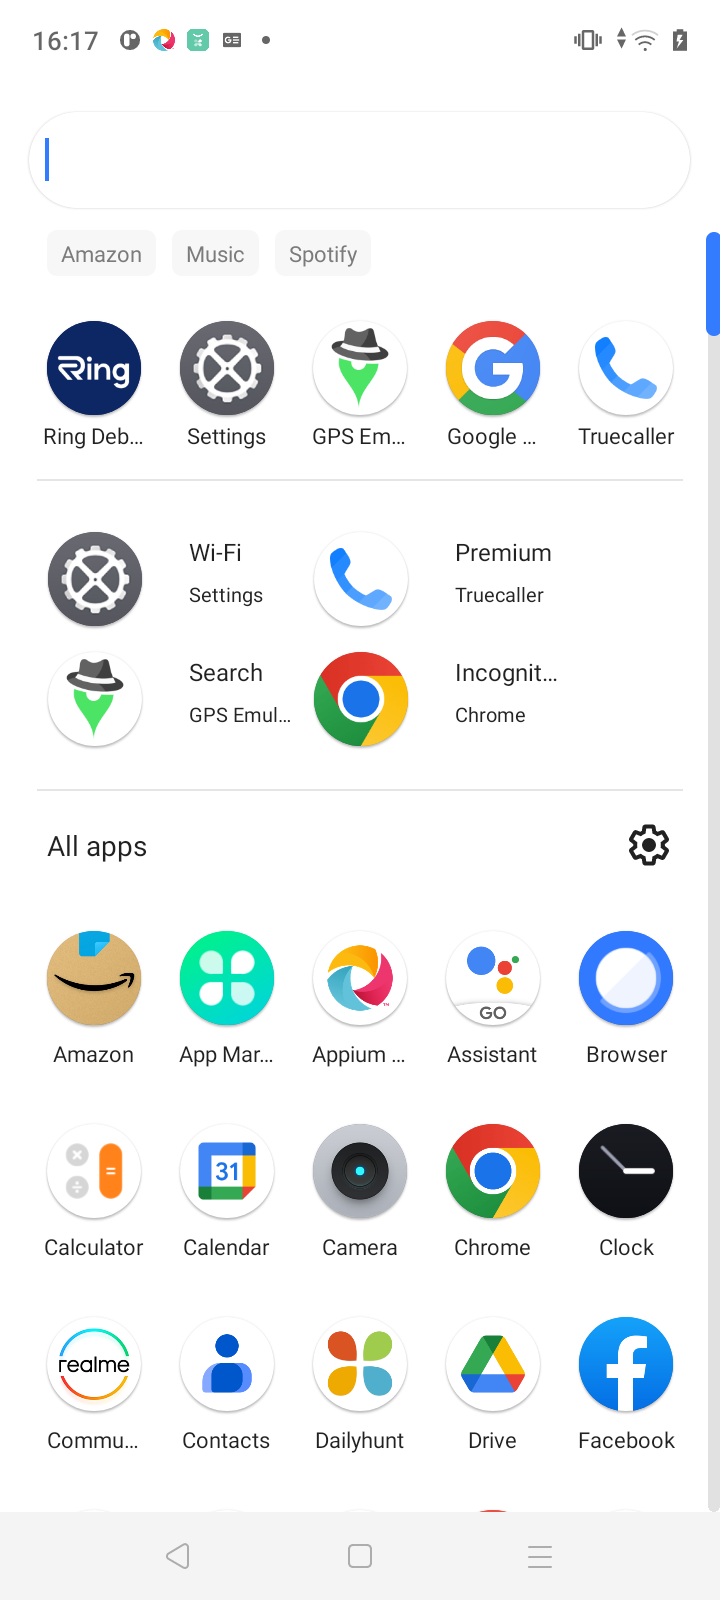 16:17
Amazon Music Spotify
Ring
Ring Deb... Settings GPS Em... Google ... Truecaller
Wi-Fi Premium
Settings Truecaller
Search Incognit...
GPS Emul... Chrome
All apps
GO
Amazon App Mar... Appium ... Assistant Browser
31
Calculator Calendar Camera Chrome Clock
realme
Commu... Contacts Dailyhunt Drive Facebook